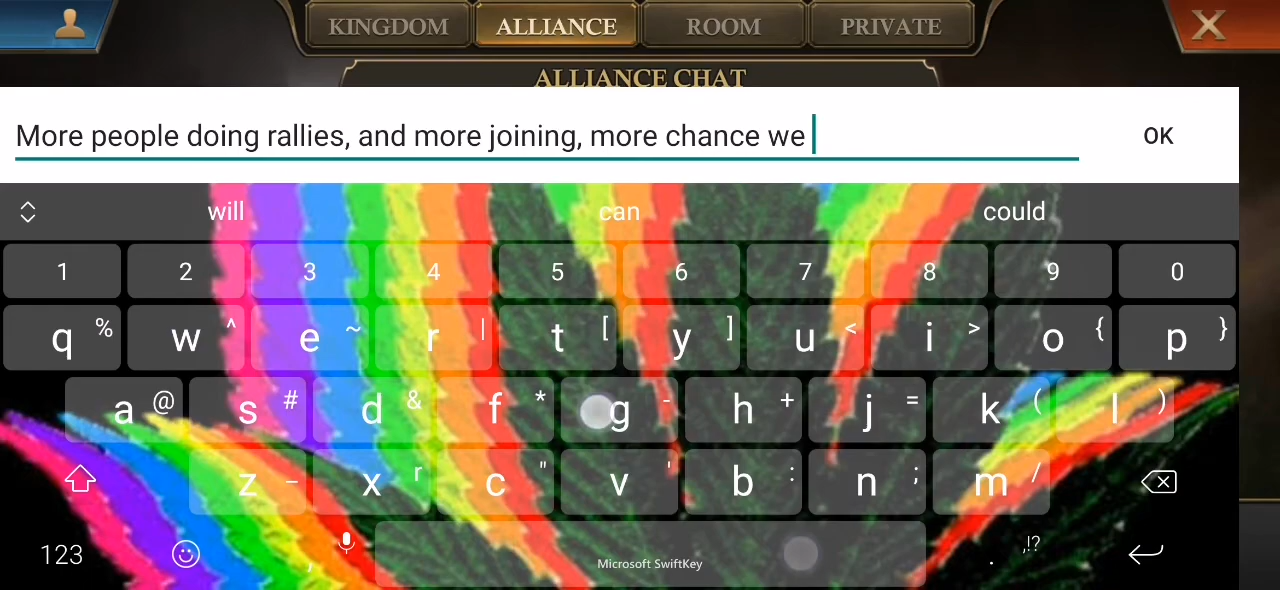 KINGDOM ALLIANCE ROOM PRIVATE X
ALLIANCE CHAT
More people doing rallies, and more joining, more chance we OK
will can could
1 2 3 4 5 6 7 8 9 0
q % w ^ e ~ r | t [ y ] u < i > o { p }
a @ s # d & f * g - h + j = k ( l )
z _ x r c " v ' b : n ; m /
123 , Microsoft SwiftKey . ,!?